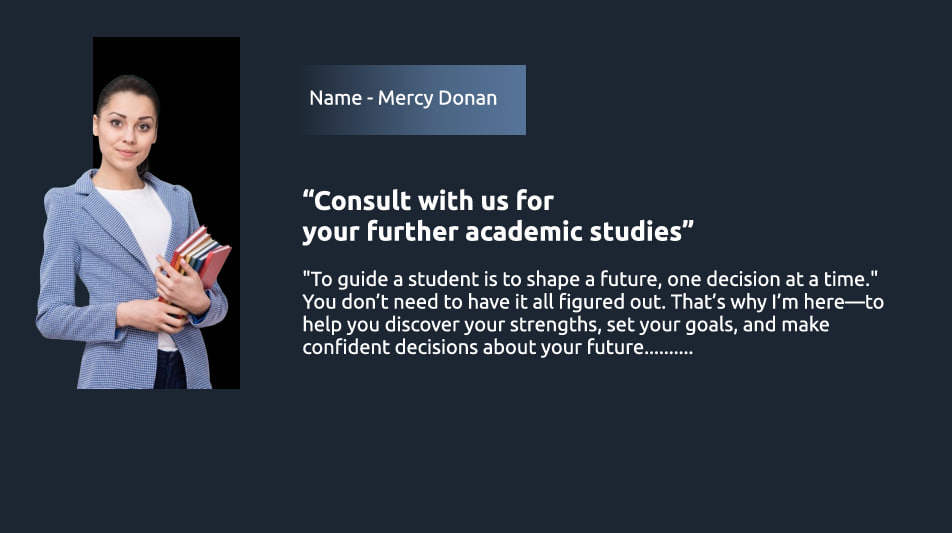 Name - Mercy Donan
“Consult with us for
your further academic studies”
"To guide a student is to shape a future, one decision at a time."
You don’t need to have it all figured out. That’s why I’m here—to
help you discover your strengths, set your goals, and make
confident decisions about your future..........